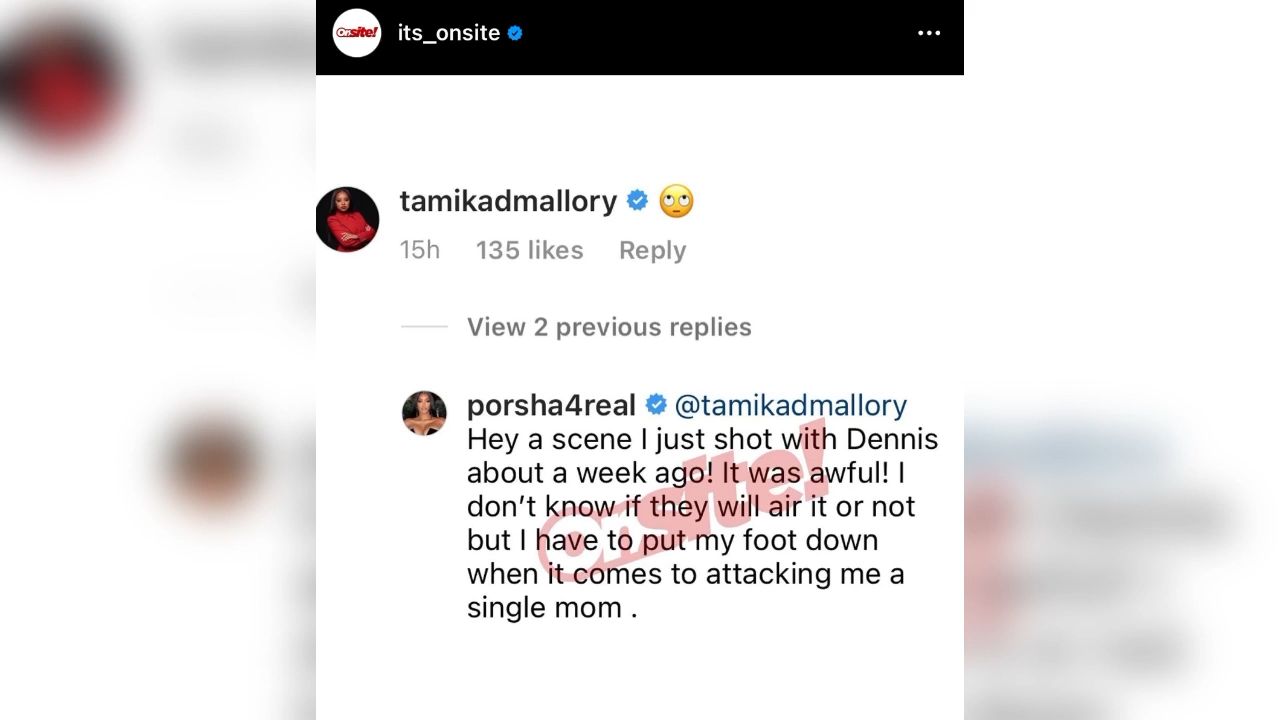 Onsite!
its_onsite
tamikadmallory 🙄
15h 135 likes Reply
View 2 previous replies
porsha4real @tamikadmallory
Hey a scene I just shot with Dennis
about a week ago! It was awful! I
don’t know if they will air it or not
but I have to put my foot down
when it comes to attacking me a
single mom .
Onsite!